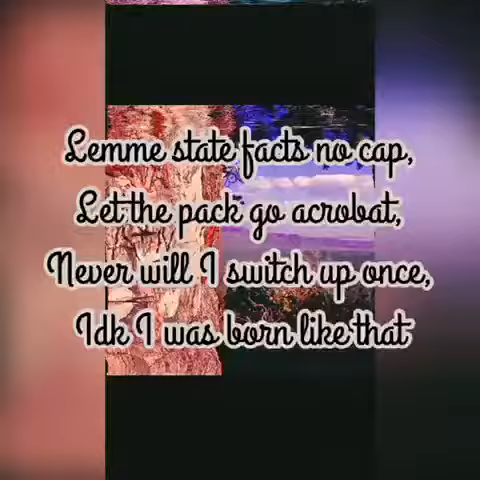 Lemme state facts no cap,
Let the pack go acrobat,
Never will I switch up once,
Idk I was born like that